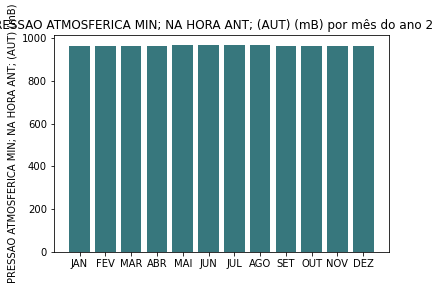 RESSAO ATMOSFERICA MIN; NA HORA ANT; (AUT) (mB) por mês do ano 2
PRESSAO ATMOSFERICA MIN; NA HORA ANT; (AUT) (mB)
1000
800
600
400
200
0
JAN FEV MAR ABR MAI JUN JUL AGO SET OUT NOV DEZ